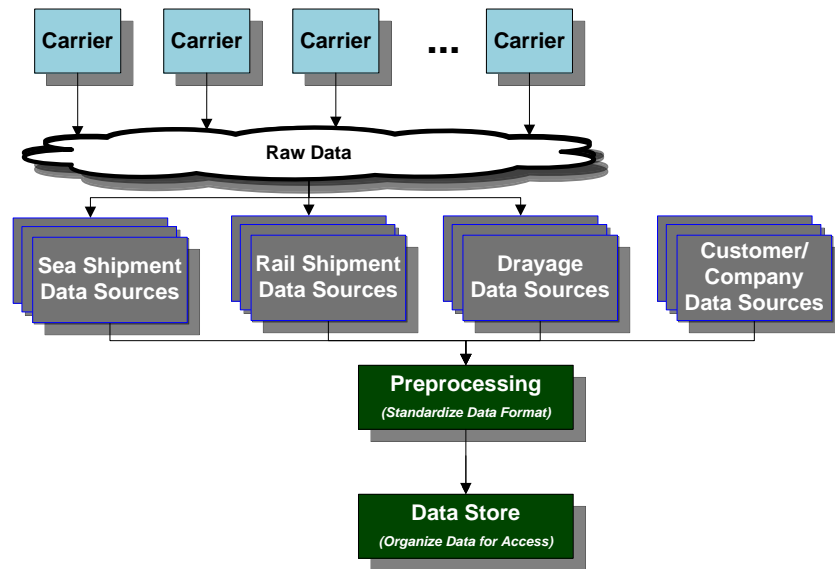 Carrier
Carrier
Carrier
...
Carrier
Raw Data
Sea Shipment
Data Sources
Rail Shipment
Data Sources
Drayage
Data Sources
Customer/
Company
Data Sources
Preprocessing
(Standardize Data Format)
Data Store
(Organize Data for Access)